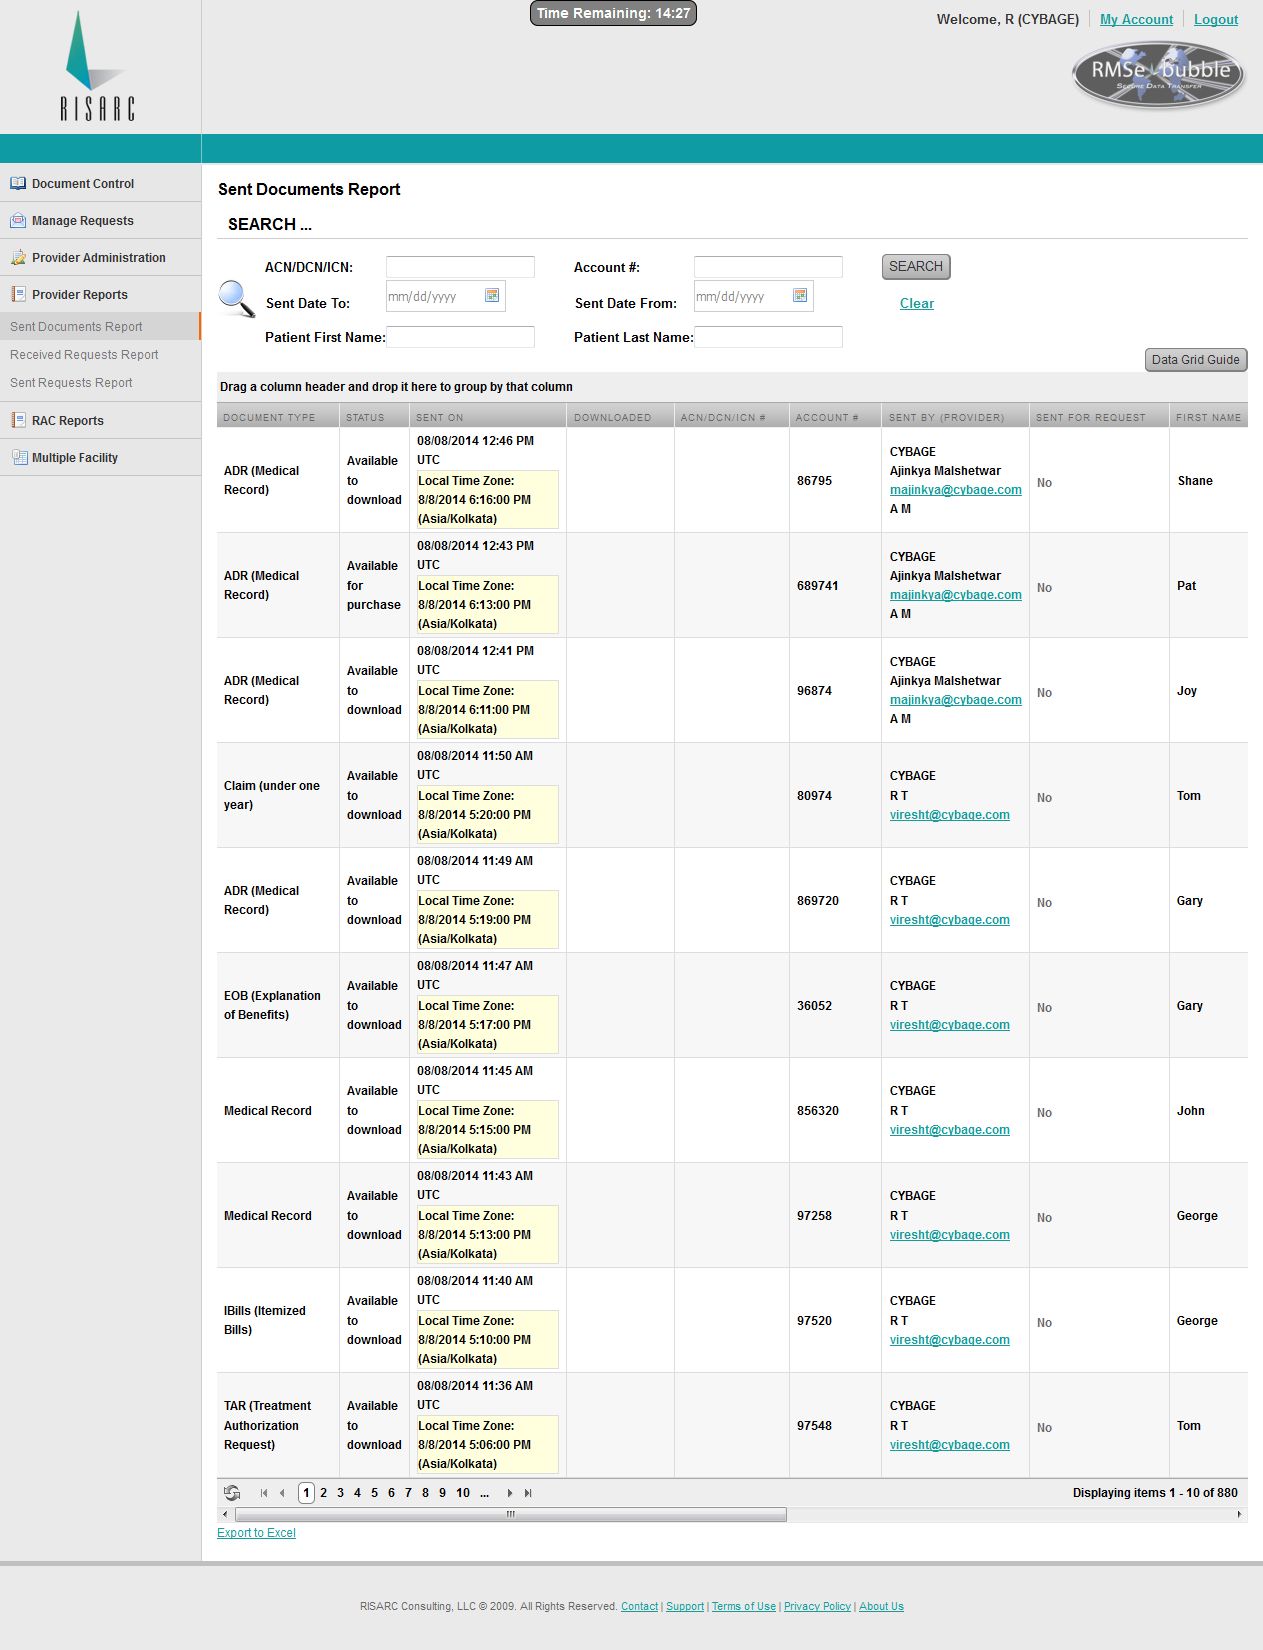 Time Remaining: 14:27
Welcome, R (CYBAGE) My Account Logout
RISARC
RMSe bubble
SECURE DATA TRANSFER
Document Control
Manage Requests
Provider Administration
Provider Reports
Sent Documents Report
Received Requests Report
Sent Requests Report
RAC Reports
Multiple Facility
Sent Documents Report
SEARCH ...
ACN/DCN/ICN: Account #: SEARCH
Sent Date To: mm/dd/yyyy Sent Date From: mm/dd/yyyy Clear
Patient First Name: Patient Last Name:
Data Grid Guide
Drag a column header and drop it here to group by that column
DOCUMENT TYPE STATUS SENT ON DOWNLOADED ACN/DCN/ICN # ACCOUNT # SENT BY (PROVIDER) SENT FOR REQUEST FIRST NAME
ADR (Medical
Record)
Available
to
download
08/08/2014 12:46 PM
UTC
Local Time Zone:
8/8/2014 6:16:00 PM
(Asia/Kolkata)
86795
CYBAGE
Ajinkya Malshetwar
majinkya@cybage.com
A M
No
Shane
ADR (Medical
Record)
Available
for
purchase
08/08/2014 12:43 PM
UTC
Local Time Zone:
8/8/2014 6:13:00 PM
(Asia/Kolkata)
689741
CYBAGE
Ajinkya Malshetwar
majinkya@cybage.com
A M
No
Pat
ADR (Medical
Record)
Available
to
download
08/08/2014 12:41 PM
UTC
Local Time Zone:
8/8/2014 6:11:00 PM
(Asia/Kolkata)
96874
CYBAGE
Ajinkya Malshetwar
majinkya@cybage.com
A M
No
Joy
Claim (under one
year)
Available
to
download
08/08/2014 11:50 AM
UTC
Local Time Zone:
8/8/2014 5:20:00 PM
(Asia/Kolkata)
80974
CYBAGE
R T
viresht@cybage.com
No
Tom
ADR (Medical
Record)
Available
to
download
08/08/2014 11:49 AM
UTC
Local Time Zone:
8/8/2014 5:19:00 PM
(Asia/Kolkata)
869720
CYBAGE
R T
viresht@cybage.com
No
Gary
EOB (Explanation
of Benefits)
Available
to
download
08/08/2014 11:47 AM
UTC
Local Time Zone:
8/8/2014 5:17:00 PM
(Asia/Kolkata)
36052
CYBAGE
R T
viresht@cybage.com
No
Gary
Medical Record
Available
to
download
08/08/2014 11:45 AM
UTC
Local Time Zone:
8/8/2014 5:15:00 PM
(Asia/Kolkata)
856320
CYBAGE
R T
viresht@cybage.com
No
John
Medical Record
Available
to
download
08/08/2014 11:43 AM
UTC
Local Time Zone:
8/8/2014 5:13:00 PM
(Asia/Kolkata)
97258
CYBAGE
R T
viresht@cybage.com
No
George
IBills (Itemized
Bills)
Available
to
download
08/08/2014 11:40 AM
UTC
Local Time Zone:
8/8/2014 5:10:00 PM
(Asia/Kolkata)
97520
CYBAGE
R T
viresht@cybage.com
No
George
TAR (Treatment
Authorization
Request)
Available
to
download
08/08/2014 11:36 AM
UTC
Local Time Zone:
8/8/2014 5:06:00 PM
(Asia/Kolkata)
97548
CYBAGE
R T
viresht@cybage.com
No
Tom
1 2 3 4 5 6 7 8 9 10 ... Displaying items 1 - 10 of 880
Export to Excel
RISARC Consulting, LLC © 2009. All Rights Reserved. Contact | Support | Terms of Use | Privacy Policy | About Us